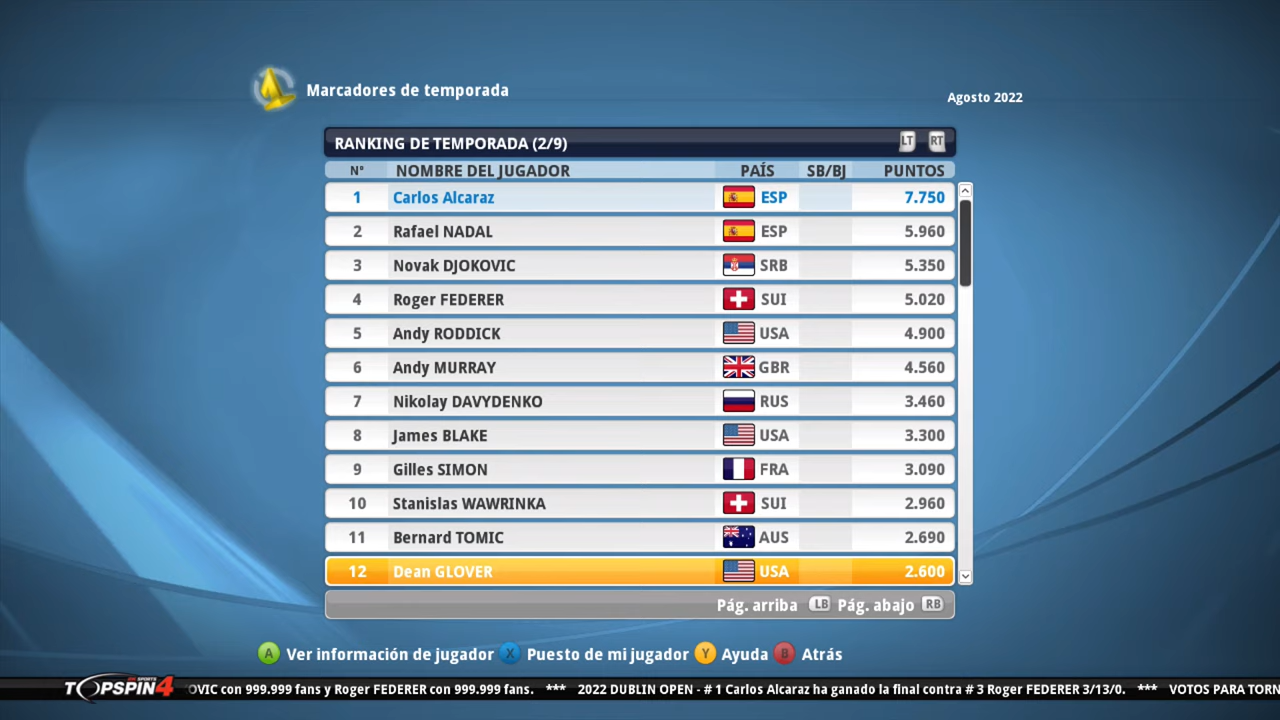 Marcadores de temporada
Agosto 2022
RANKING DE TEMPORADA (2/9) LT RT
N° NOMBRE DEL JUGADOR PAÍS SB/BJ PUNTOS
1 Carlos Alcaraz ESP 7.750
2 Rafael NADAL ESP 5.960
3 Novak DJOKOVIC SRB 5.350
4 Roger FEDERER SUI 5.020
5 Andy RODDICK USA 4.900
6 Andy MURRAY GBR 4.560
7 Nikolay DAVYDENKO RUS 3.460
8 James BLAKE USA 3.300
9 Gilles SIMON FRA 3.090
10 Stanislas WAWRINKA SUI 2.960
11 Bernard TOMIC AUS 2.690
12 Dean GLOVER USA 2.600
Pág. arriba LB Pág. abajo RB
A Ver información de jugador X Puesto de mi jugador Y Ayuda B Atrás
TOPSPIN 4 OVIC con 999.999 fans y Roger FEDERER con 999.999 fans. *** 2022 DUBLIN OPEN - # 1 Carlos Alcaraz ha ganado la final contra # 3 Roger FEDERER 3/13/0. *** VOTOS PARA TORN